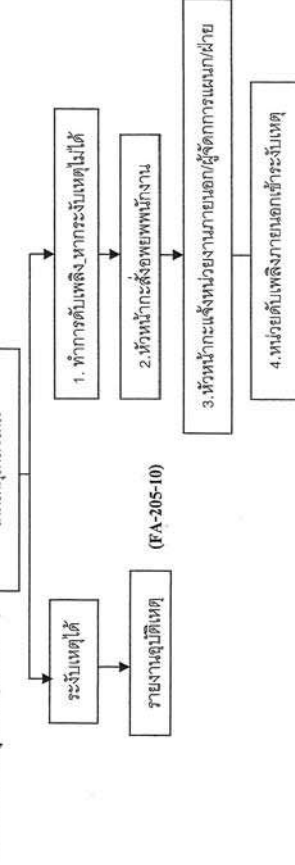 ระงับเหตุได้
รายงานอุบัติเหตุ
(FA-205-10)
1. ทำการดับเพลิง หากระงับเหตุไม่ได้
2.หัวหน้ากะสั่งอพยพพนักงาน
3.หัวหน้ากะแจ้งหน่วยงานภายนอก/ผู้จัดการแผนก/ฝ่าย
4.หน่วยดับเพลิงภายนอกเข้าระงับเหตุ